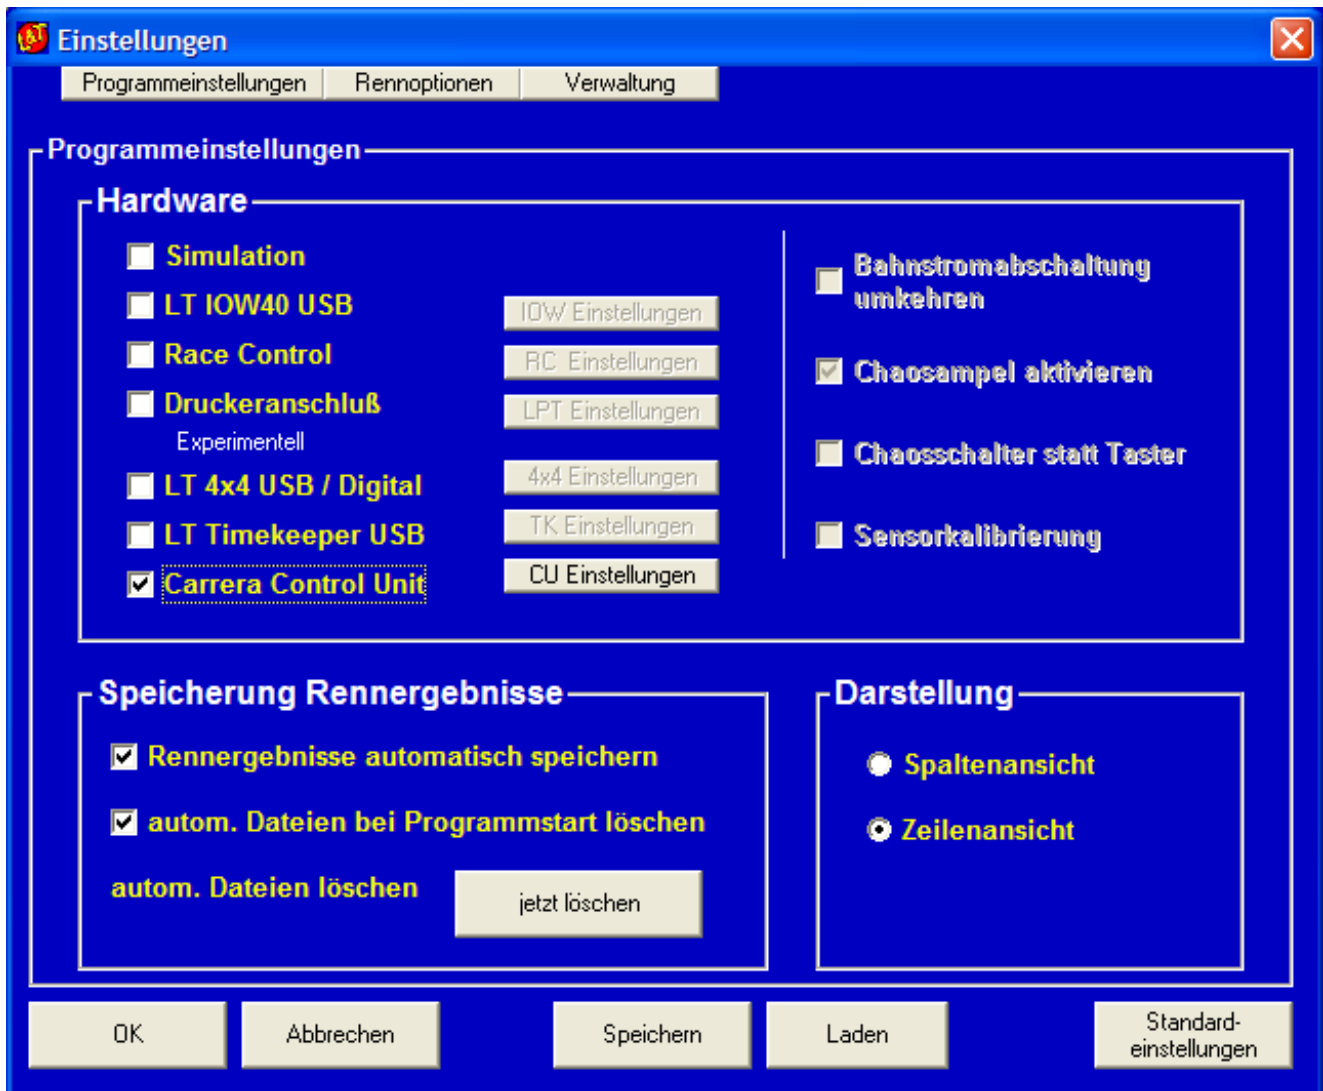 Einstellungen
Programmeinstellungen Rennoptionen Verwaltung
Programmeinstellungen
Hardware
Simulation
LT IOW40 USB
IOW Einstellungen
Race Control
RC Einstellungen
Druckeranschluß
LPT Einstellungen
Experimentell
LT 4x4 USB / Digital
4x4 Einstellungen
LT Timekeeper USB
TK Einstellungen
Carrera Control Unit
CU Einstellungen
Bahnstromabschaltung
umkehren
Chaosampel aktivieren
Chaosschalter statt Taster
Sensorkalibrierung
Speicherung Rennergebnisse
Rennergebnisse automatisch speichern
autom. Dateien bei Programmstart löschen
autom. Dateien löschen
jetzt löschen
Darstellung
Spaltenansicht
Zeilenansicht
OK Abbrechen Speichern Laden
Standard-
einstellungen